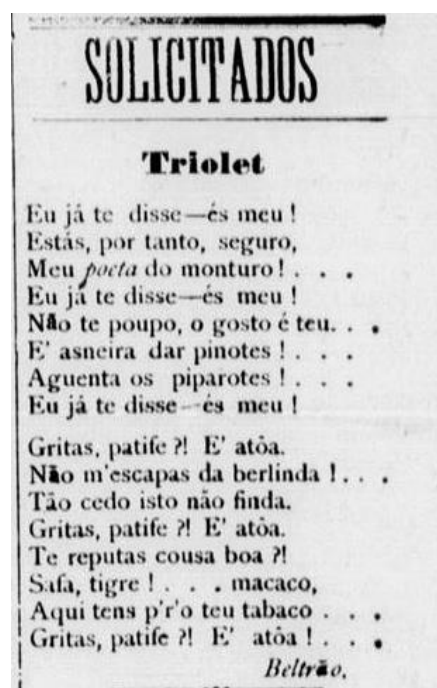 SOLICITADOS
Triolet
Eu já te disse—és meu !
Estás, por tanto, seguro,
Meu poeta do monturo ! . . .
Eu já te disse—és meu !
Não te poupo, o gosto é teu. . .
E' asneira dar pinotes ! . . .
Aguenta os piparotes ! . . .
Eu já te disse—és meu !
Gritas, patife ?! E' atôa.
Não m'escapas da berlinda ! . . .
Tão cedo isto não finda.
Gritas, patife ?! E' atôa.
Te reputas cousa boa ?!
Safa, tigre ! . . . macaco,
Aqui tens p'r'o teu tabaco . . .
Gritas, patife ?! E' atôa ! . . .
Beltrão.